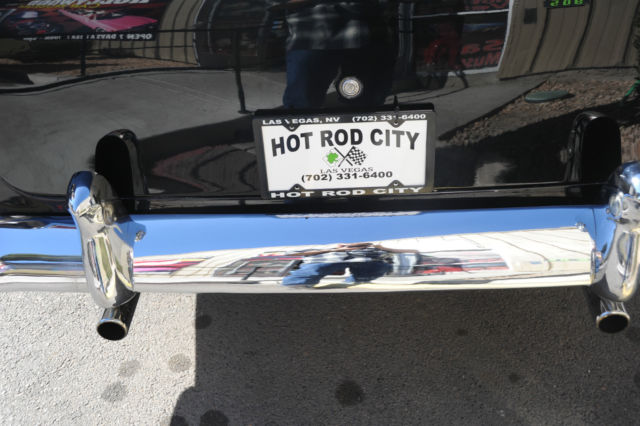 LAS VEGAS, NV (702) 331-6400
HOT ROD CITY
LAS VEGAS
(702) 331-6400
HOT ROD CITY